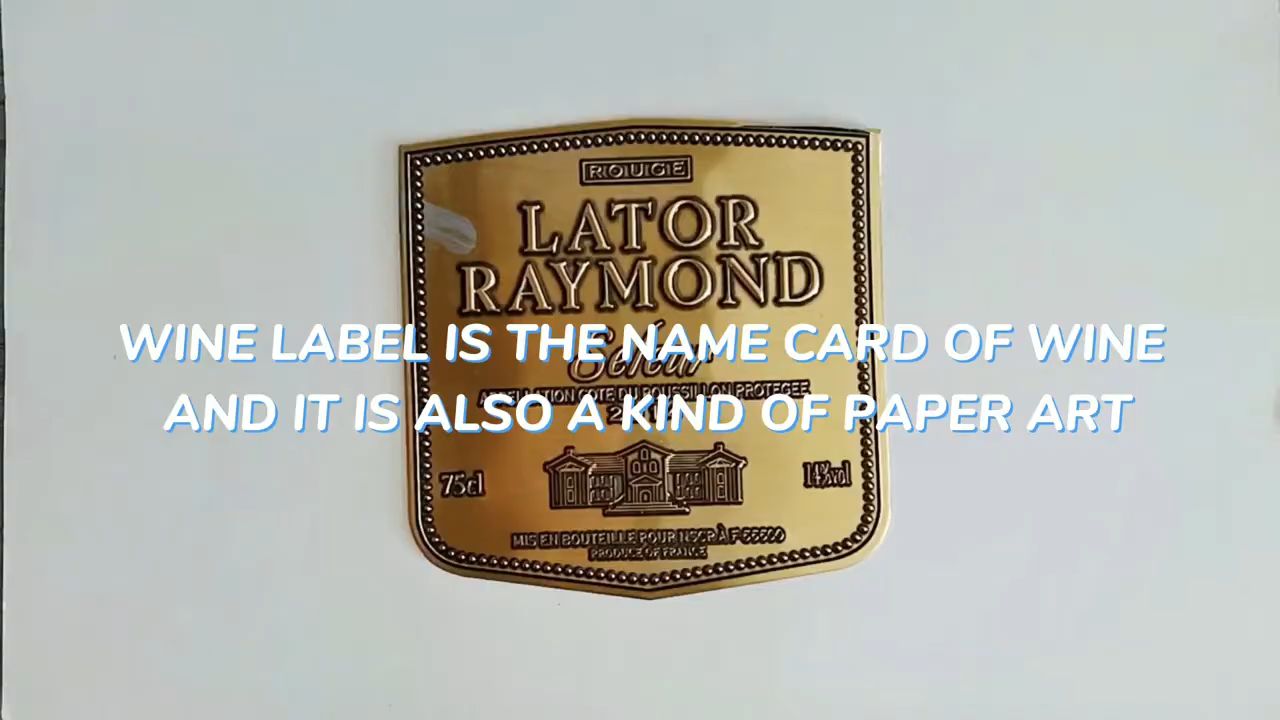 ROUGE
LATOR
RAYMOND
WINE LABEL IS THE NAME CARD OF WINE
AND IT IS ALSO A KIND OF PAPER ART
75cl
14%vol
MIS EN BOUTEILLE POUR NSCR À F
PRODUCE OF FRANCE